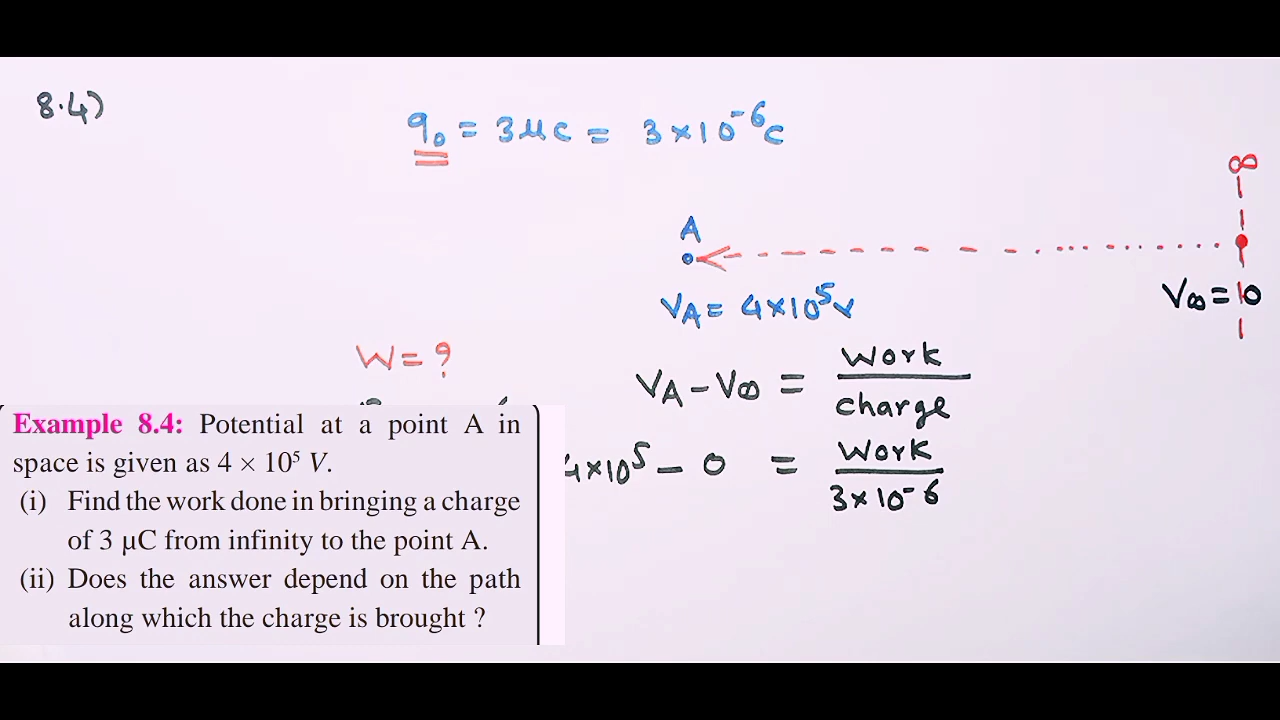 8.4)
q₀ = 3μC = 3×10⁻⁶C
∞
A
V_A = 4×10⁵V
V∞ = 0
W = ?
V_A – V∞ = Work / charge
4×10⁵ – 0 = Work / 3×10⁻⁶
Example 8.4: Potential at a point A in
space is given as 4 × 10⁵ V.
(i) Find the work done in bringing a charge
of 3 μC from infinity to the point A.
(ii) Does the answer depend on the path
along which the charge is brought ?